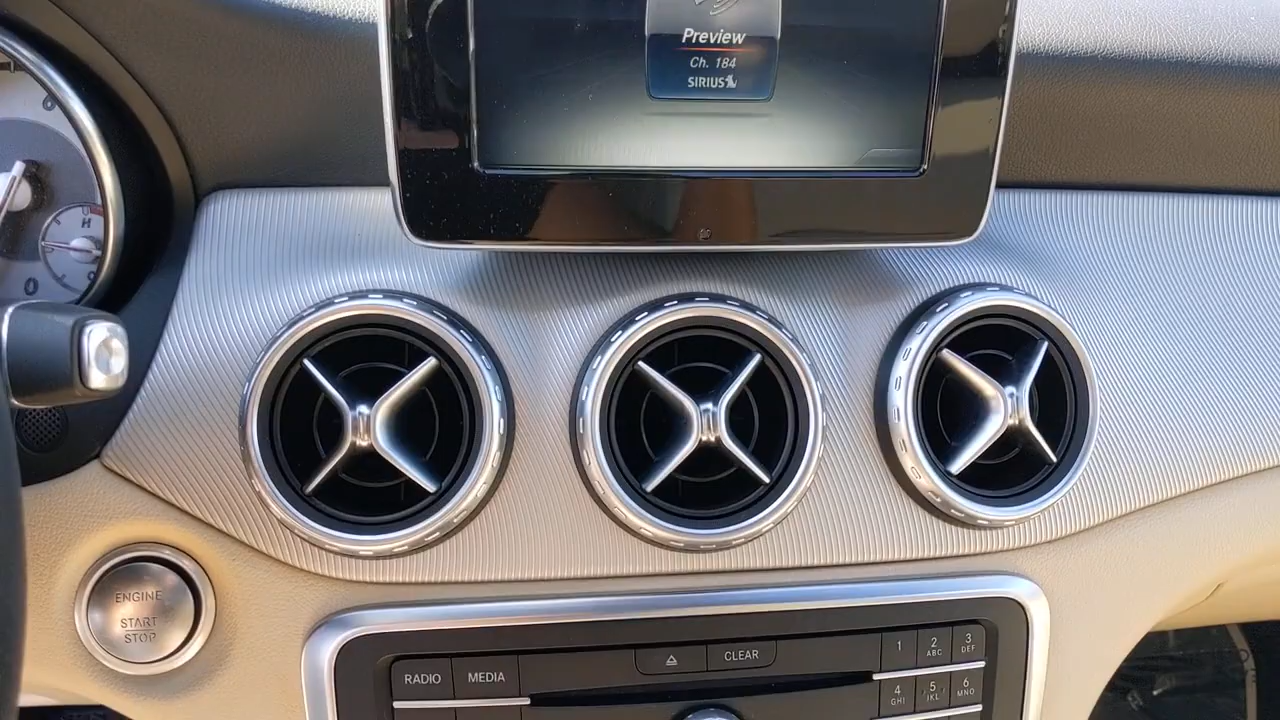 Preview
Ch. 184
SIRIUS
H
0
ENGINE
START
STOP
RADIO
MEDIA
CLEAR
1
2
ABC
3
DEF
4
GHI
5
JKL
6
MNO